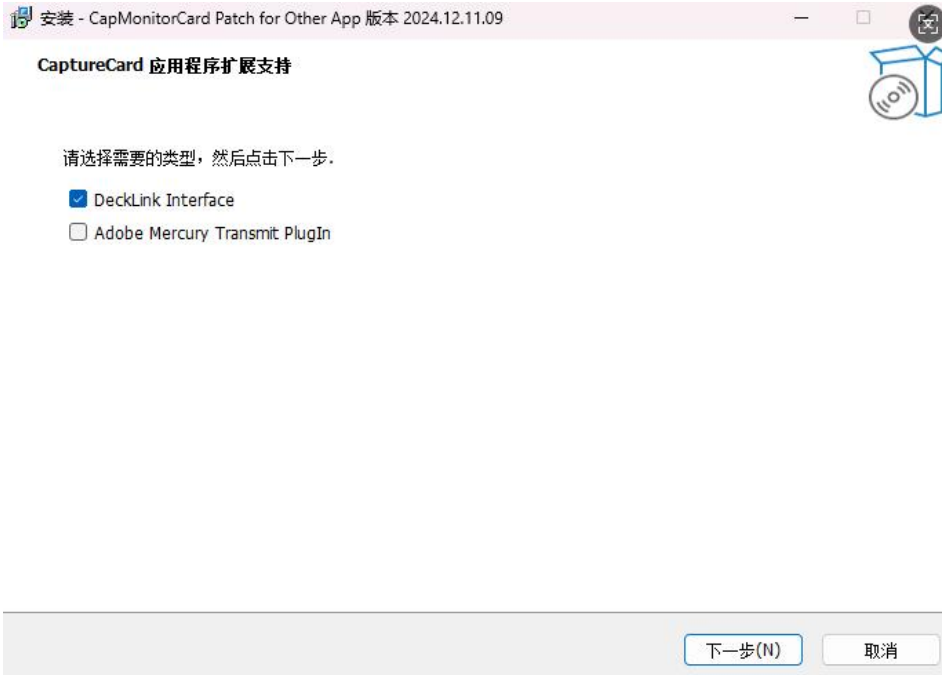 安装 - CapMonitorCard Patch for Other App 版本 2024.12.11.09
CaptureCard 应用程序扩展支持
请选择需要的类型，然后点击下一步.
DeckLink Interface
Adobe Mercury Transmit PlugIn
下一步(N)
取消